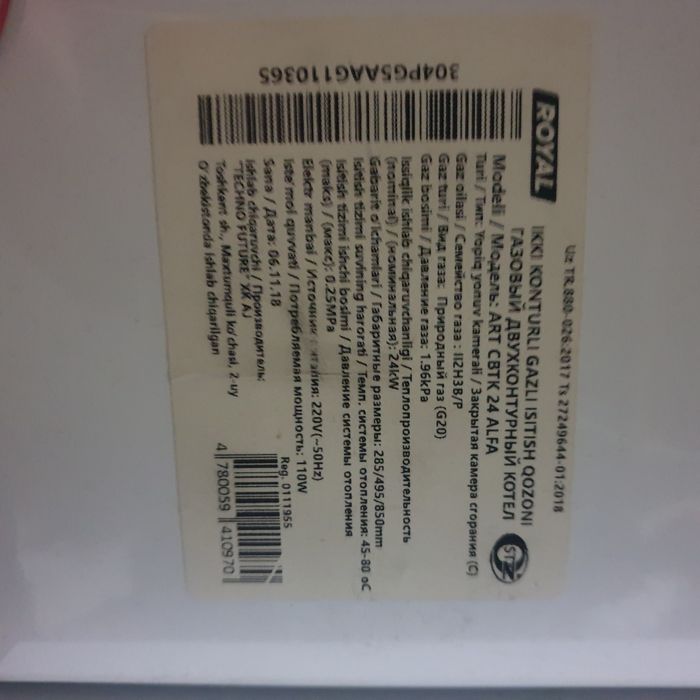 Uz TR.880-026:2017 Ts 27249644-01:2018
ROYAL
IKKI KONTURLI GAZLI ISITISH QOZONI
ГАЗОВЫЙ ДВУХКОНТУРНЫЙ КОТЕЛ
Modeli / Модель: ART CBTK 24 ALFA
Turi / Тип: Yopiq yonuv kamerali / Закрытая камера сгорания (C)
Gaz oilasi / Семейство газа : II2H3B/P
Gaz turi / Вид газа: Природный газ (G20)
Gaz bosimi / Давление газа: 1.96kPa
Issiqlik ishlab chiqaruvchanligi / Теплопроизводительность
(nominal) / (номинальная): 24kW
Gabarit o'lchamlari / Габаритные размеры: 285/495/850mm
Isitish tizimi suvining harorati / Темп. системы отопления: 45-80 oC
Isitish tizimi ishchi bosimi / Давление системы отопления
(maks) / (макс): 0.25MPa
Elektr manbai / Источник питания: 220V(~50Hz)
Iste'mol quvvati / Потребляемая мощность: 110W
Sana / Дата: 06.11.18
Ishlab chiqaruvchi / Производитель:
"TECHNO FUTURE" XK AJ
Toshkent sh., Maxtumquli ko'chasi, 2-uy
O'zbekistonda ishlab chiqarilgan
Reg. 0111955
4 780059 410970
304PG5AAG110365